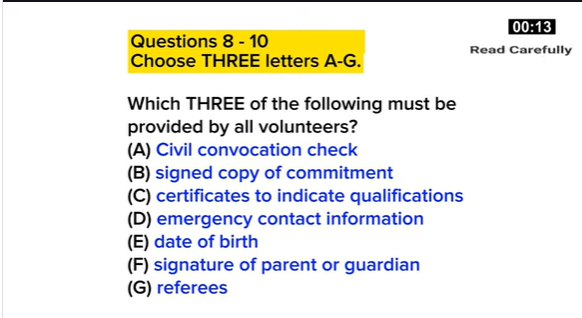 00:13
Read Carefully
Questions 8 - 10
Choose THREE letters A-G.
Which THREE of the following must be
provided by all volunteers?
(A) Civil convocation check
(B) signed copy of commitment
(C) certificates to indicate qualifications
(D) emergency contact information
(E) date of birth
(F) signature of parent or guardian
(G) referees